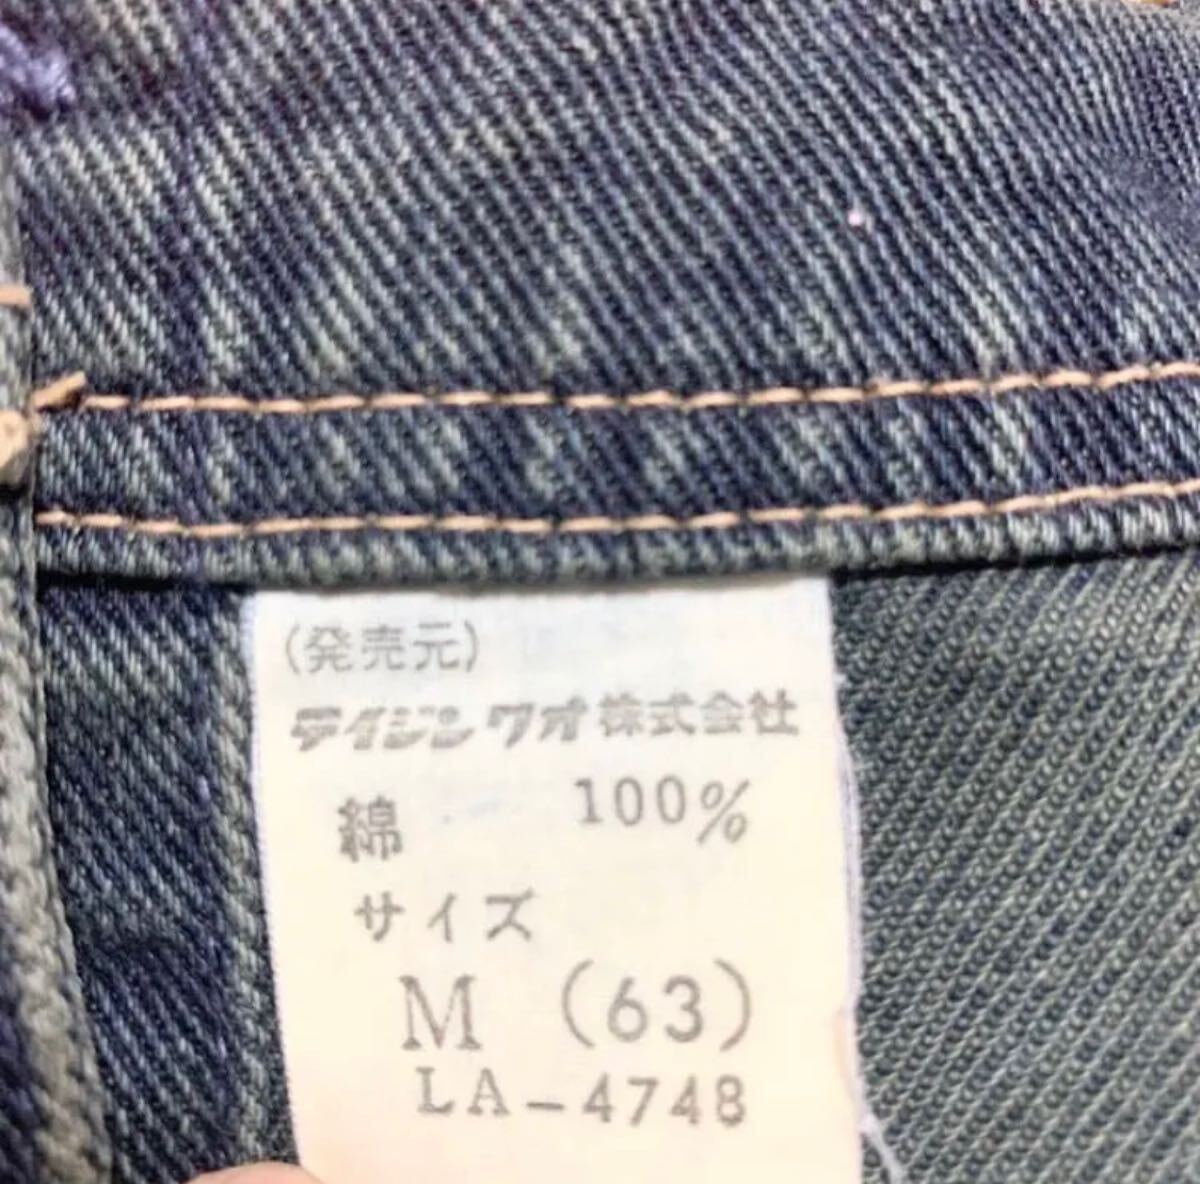 (発売元)
テイジンワオ株式会社
綿 100%
サイズ
M (63)
LA-4748